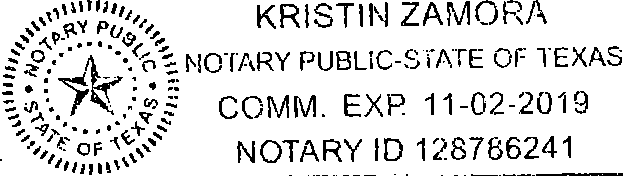 NOTARY PUBLIC
STATE OF TEXAS
KRISTIN ZAMORA
NOTARY PUBLIC-STATE OF TEXAS
COMM. EXP. 11-02-2019
NOTARY ID 128786241